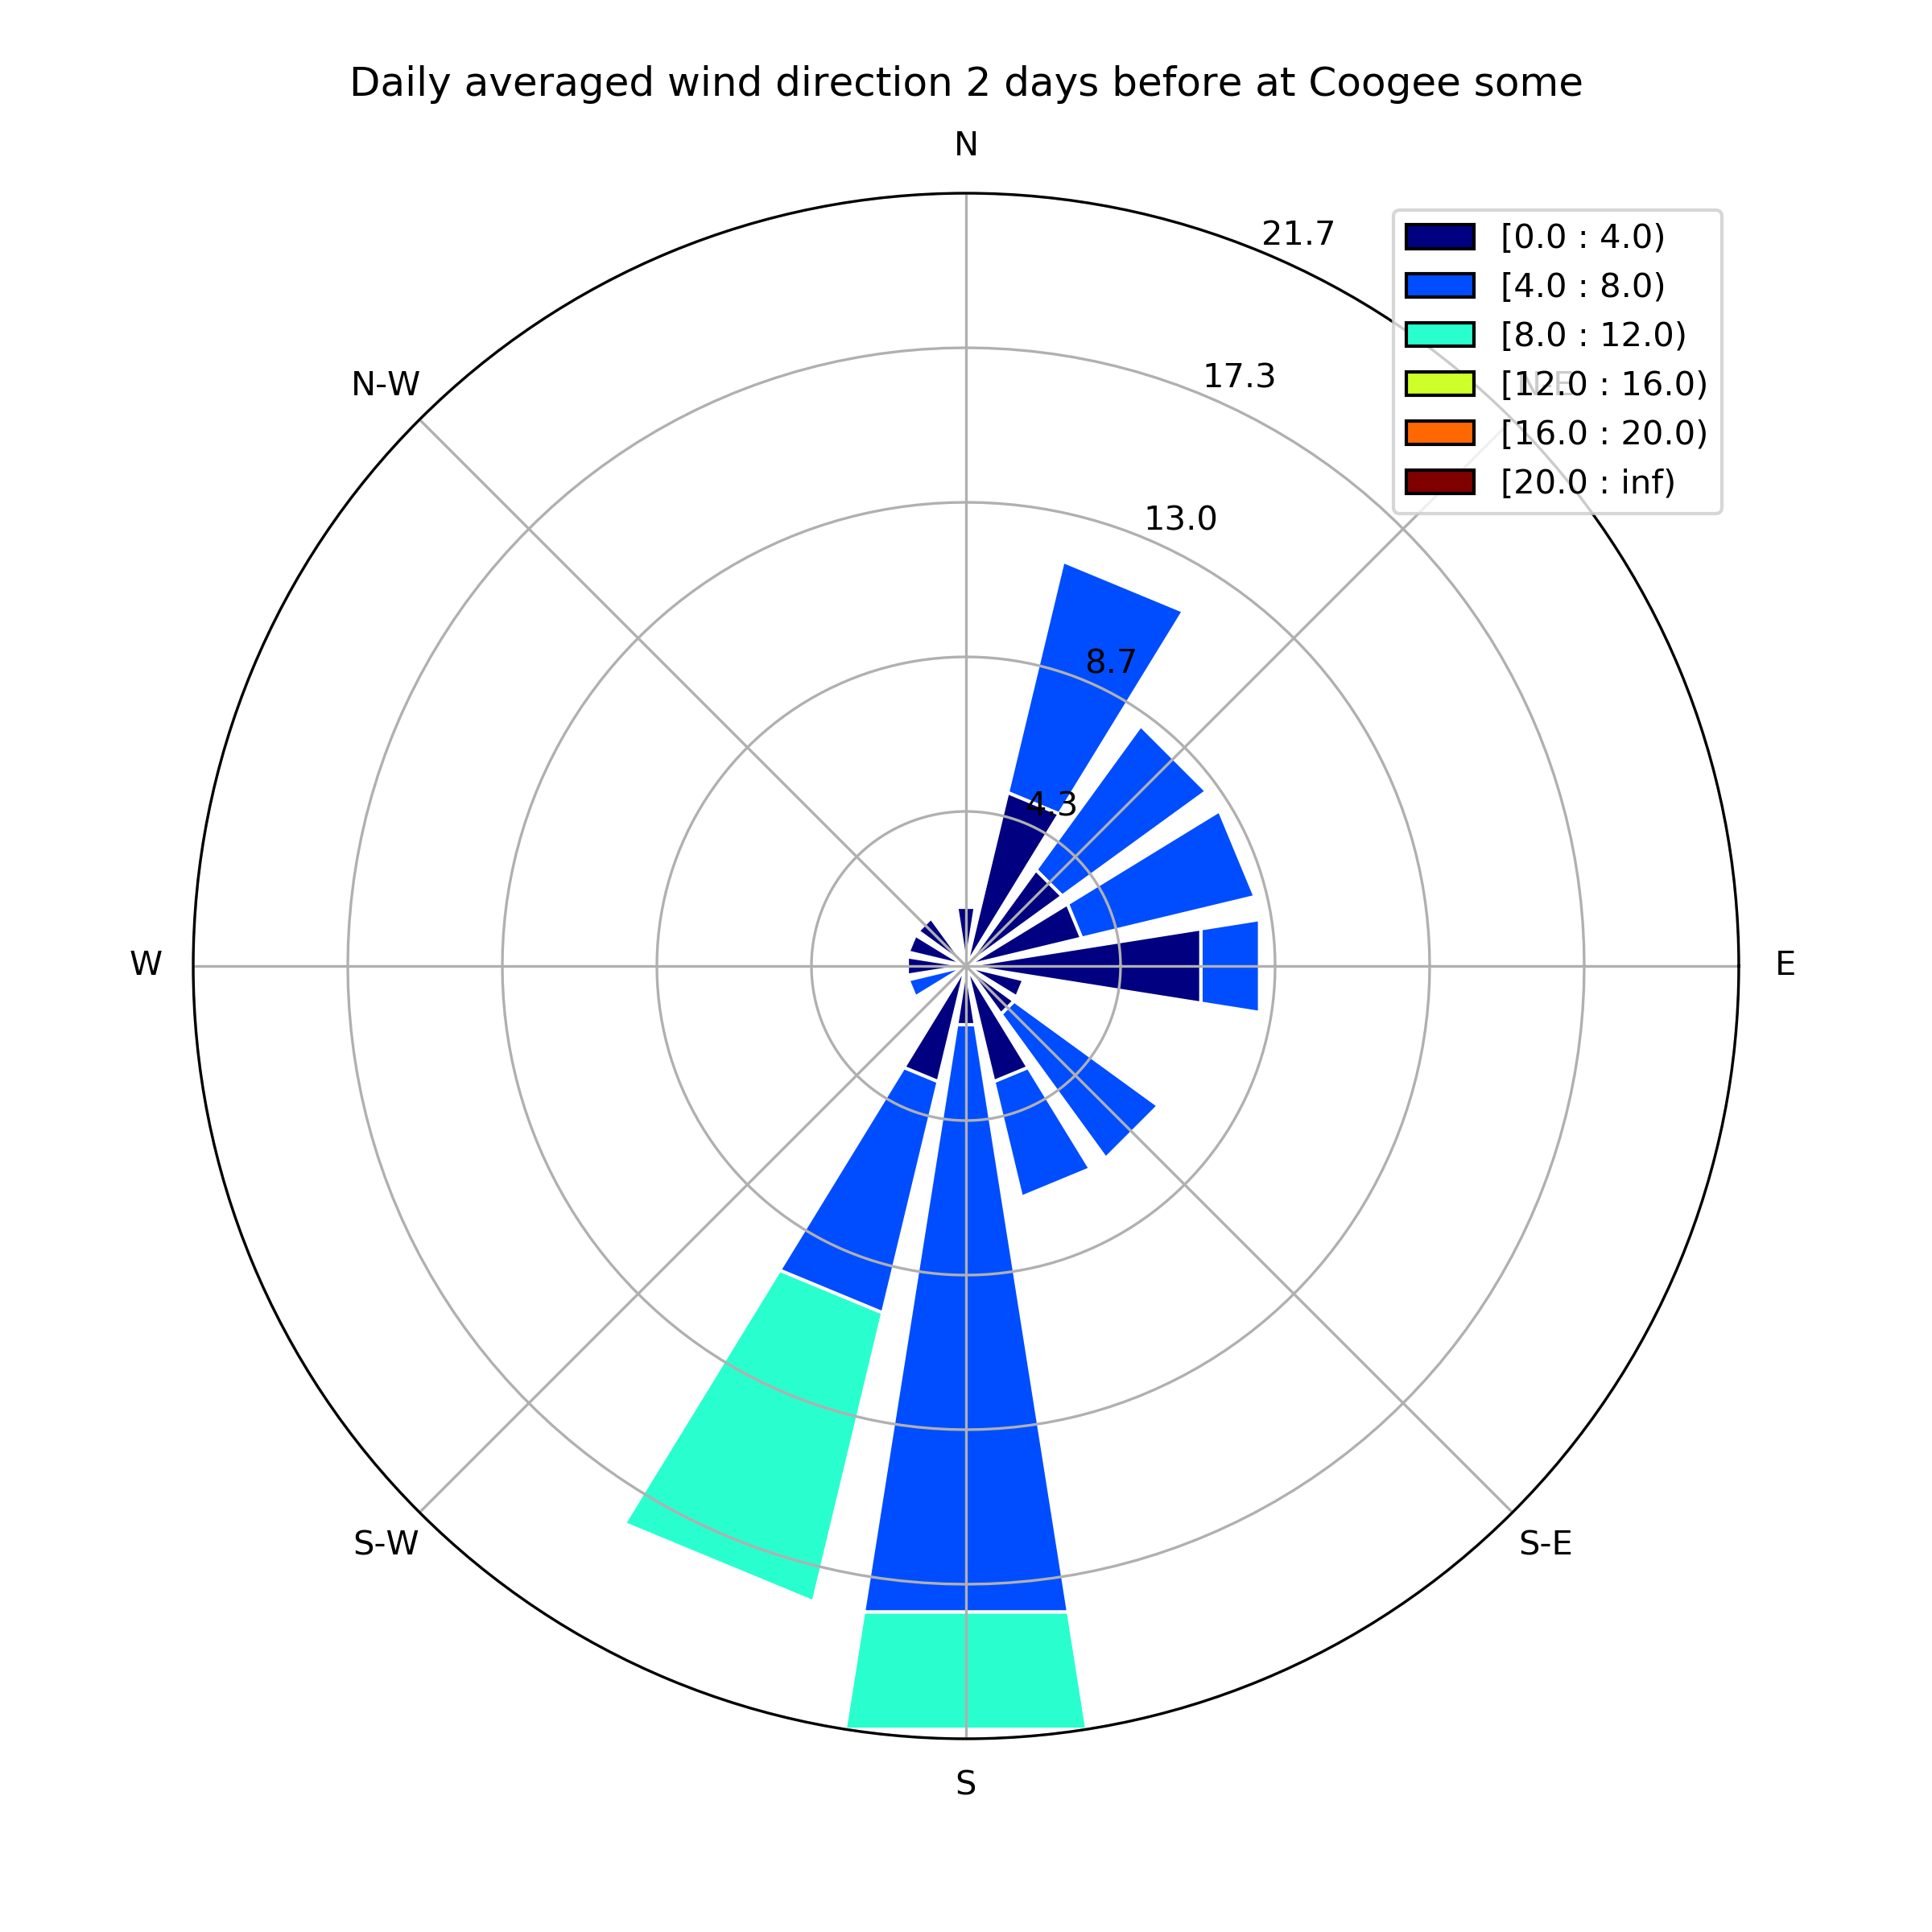 Daily averaged wind direction 2 days before at Coogee some
N
21.7
[0.0 : 4.0)
[4.0 : 8.0)
[8.0 : 12.0)
N-W
17.3
N-E
[12.0 : 16.0)
[16.0 : 20.0)
[20.0 : inf)
13.0
8.7
4.3
W
E
S-W
S-E
S